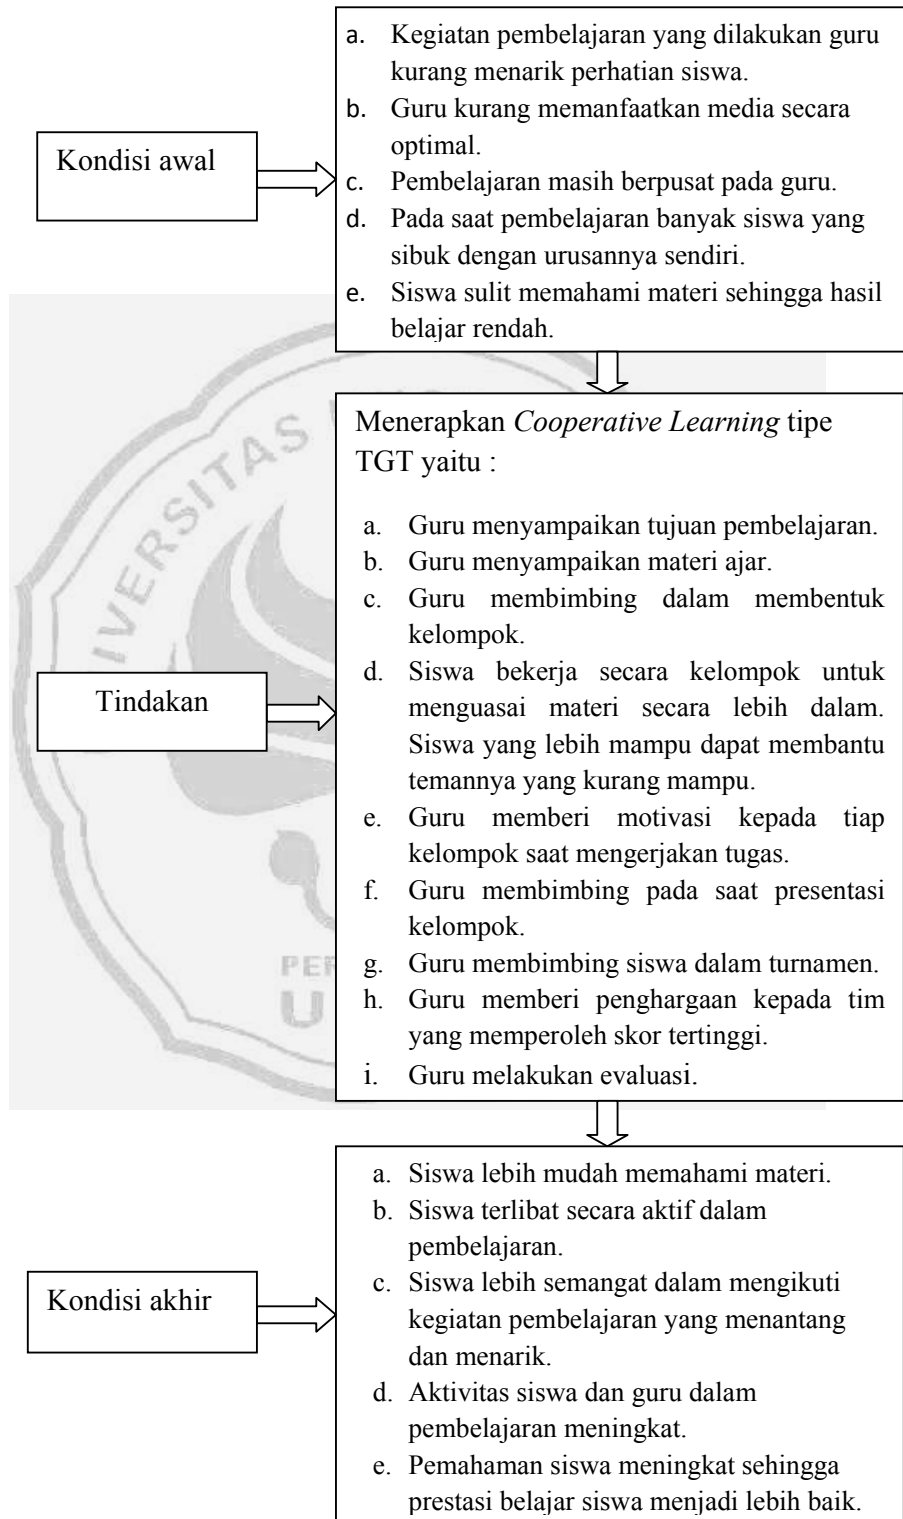 a. Kegiatan pembelajaran yang dilakukan guru
kurang menarik perhatian siswa.
b. Guru kurang memanfaatkan media secara
optimal.
c. Pembelajaran masih berpusat pada guru.
d. Pada saat pembelajaran banyak siswa yang
sibuk dengan urusannya sendiri.
e. Siswa sulit memahami materi sehingga hasil
belajar rendah.
Kondisi awal
Menerapkan Cooperative Learning tipe
TGT yaitu :
a. Guru menyampaikan tujuan pembelajaran.
b. Guru menyampaikan materi ajar.
c. Guru membimbing dalam membentuk
kelompok.
d. Siswa bekerja secara kelompok untuk
menguasai materi secara lebih dalam.
Siswa yang lebih mampu dapat membantu
temannya yang kurang mampu.
e. Guru memberi motivasi kepada tiap
kelompok saat mengerjakan tugas.
f. Guru membimbing pada saat presentasi
kelompok.
g. Guru membimbing siswa dalam turnamen.
h. Guru memberi penghargaan kepada tim
yang memperoleh skor tertinggi.
i. Guru melakukan evaluasi.
Tindakan
a. Siswa lebih mudah memahami materi.
b. Siswa terlibat secara aktif dalam
pembelajaran.
c. Siswa lebih semangat dalam mengikuti
kegiatan pembelajaran yang menantang
dan menarik.
d. Aktivitas siswa dan guru dalam
pembelajaran meningkat.
e. Pemahaman siswa meningkat sehingga
prestasi belajar siswa menjadi lebih baik.
Kondisi akhir